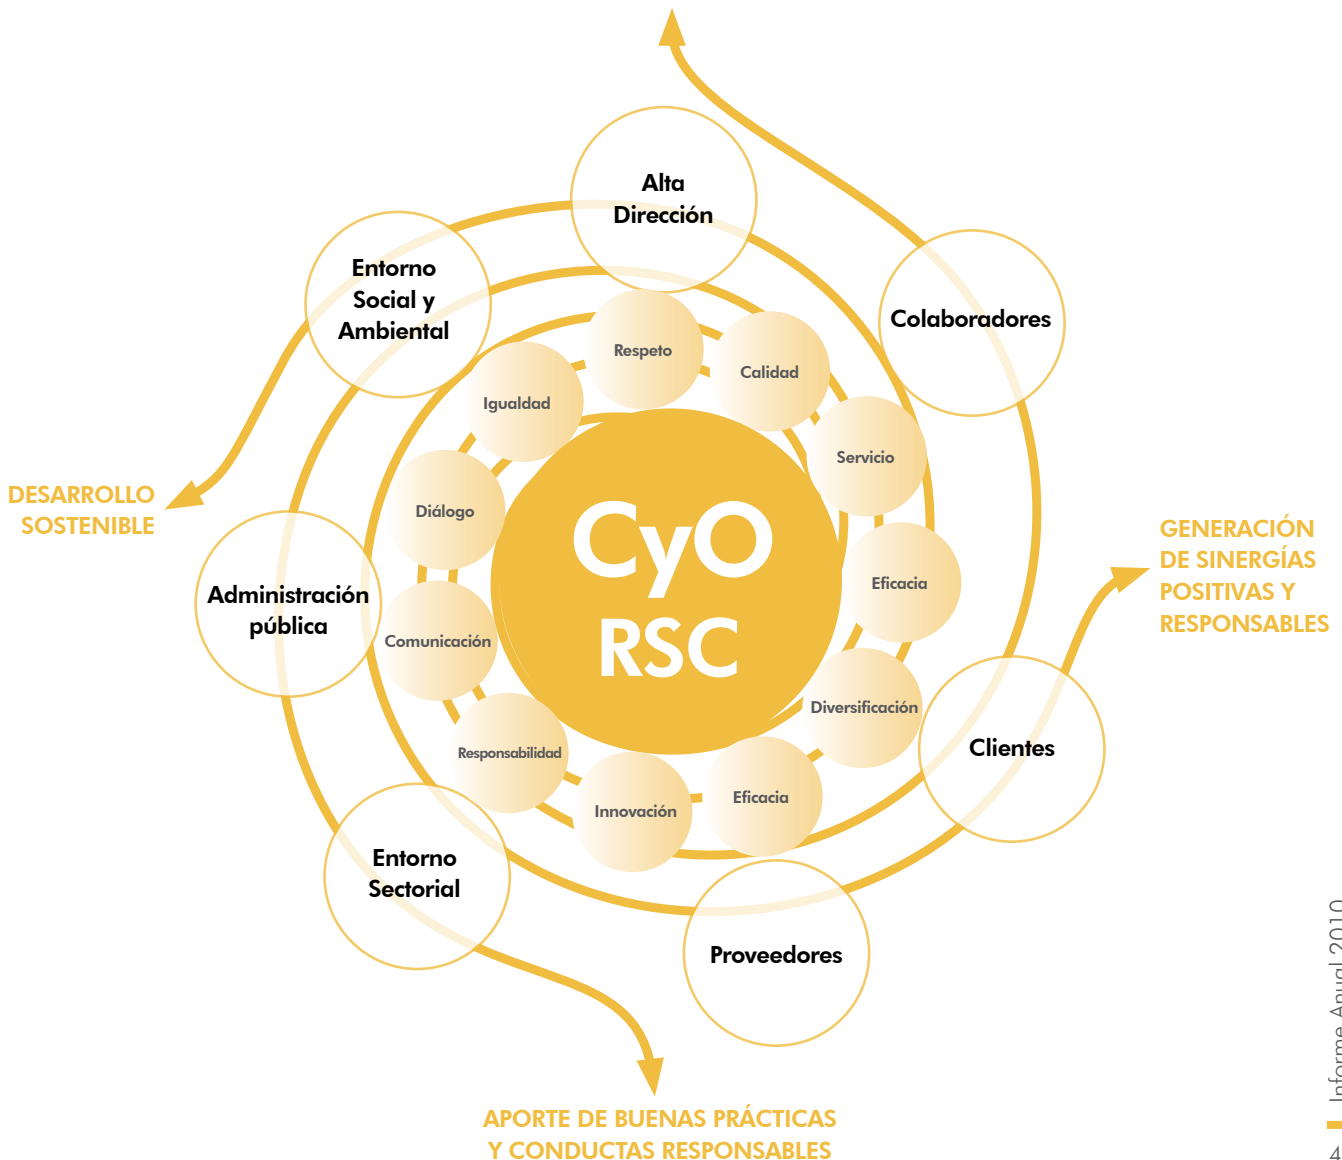 Alta
Dirección
Entorno
Social y
Ambiental
Colaboradores
Respeto
Calidad
Igualdad
Servicio
DESARROLLO
SOSTENIBLE
Diálogo
CyO
RSC
GENERACIÓN
DE SINERGÍAS
POSITIVAS Y
RESPONSABLES
Eficacia
Administración
pública
Comunicación
Diversificación
Clientes
Responsabilidad
Innovación
Eficacia
Entorno
Sectorial
Proveedores
APORTE DE BUENAS PRÁCTICAS
Y CONDUCTAS RESPONSABLES
Informe Anual 2010